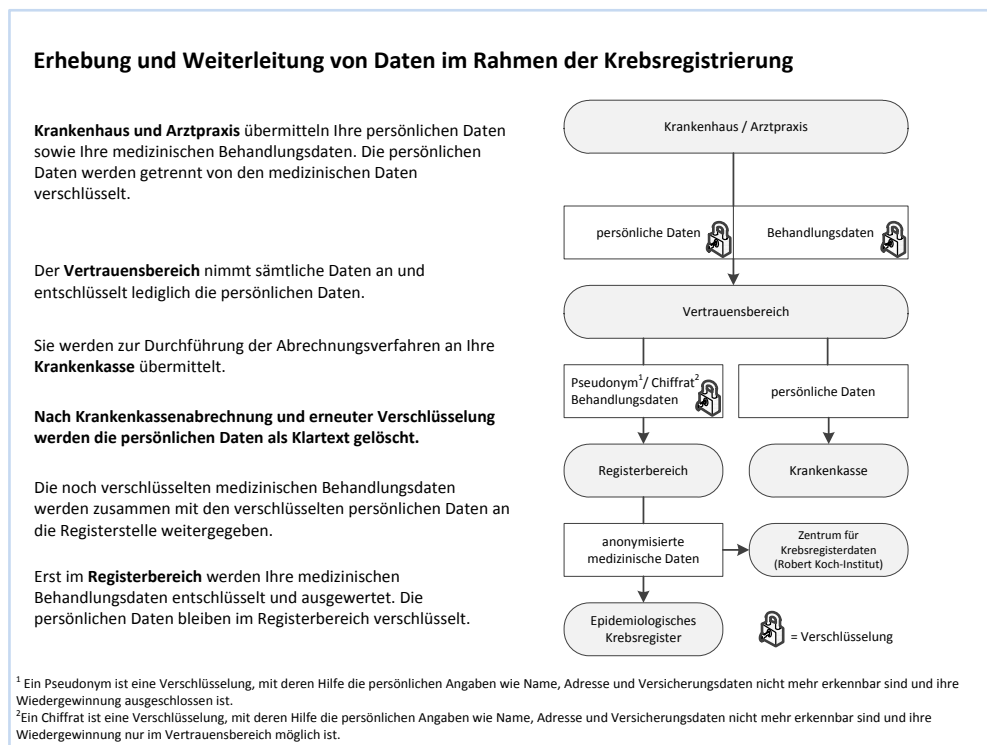 Erhebung und Weiterleitung von Daten im Rahmen der Krebsregistrierung
Krankenhaus und Arztpraxis übermitteln Ihre persönlichen Daten
sowie Ihre medizinischen Behandlungsdaten. Die persönlichen
Daten werden getrennt von den medizinischen Daten
verschlüsselt.
Der Vertrauensbereich nimmt sämtliche Daten an und
entschlüsselt lediglich die persönlichen Daten.
Sie werden zur Durchführung der Abrechnungsverfahren an Ihre
Krankenkasse übermittelt.
Nach Krankenkassenabrechnung und erneuter Verschlüsselung
werden die persönlichen Daten als Klartext gelöscht.
Die noch verschlüsselten medizinischen Behandlungsdaten
werden zusammen mit den verschlüsselten persönlichen Daten an
die Registerstelle weitergegeben.
Erst im Registerbereich werden Ihre medizinischen
Behandlungsdaten entschlüsselt und ausgewertet. Die
persönlichen Daten bleiben im Registerbereich verschlüsselt.
Krankenhaus / Arztpraxis
persönliche Daten
Behandlungsdaten
Vertrauensbereich
Pseudonym¹/ Chiffrat²
Behandlungsdaten
persönliche Daten
Registerbereich
Krankenkasse
anonymisierte
medizinische Daten
Zentrum für
Krebsregisterdaten
(Robert Koch-Institut)
Epidemiologisches
Krebsregister
= Verschlüsselung
¹ Ein Pseudonym ist eine Verschlüsselung, mit deren Hilfe die persönlichen Angaben wie Name, Adresse und Versicherungsdaten nicht mehr erkennbar sind und ihre
Wiedergewinnung ausgeschlossen ist.
²Ein Chiffrat ist eine Verschlüsselung, mit deren Hilfe die persönlichen Angaben wie Name, Adresse und Versicherungsdaten nicht mehr erkennbar sind und ihre
Wiedergewinnung nur im Vertrauensbereich möglich ist.